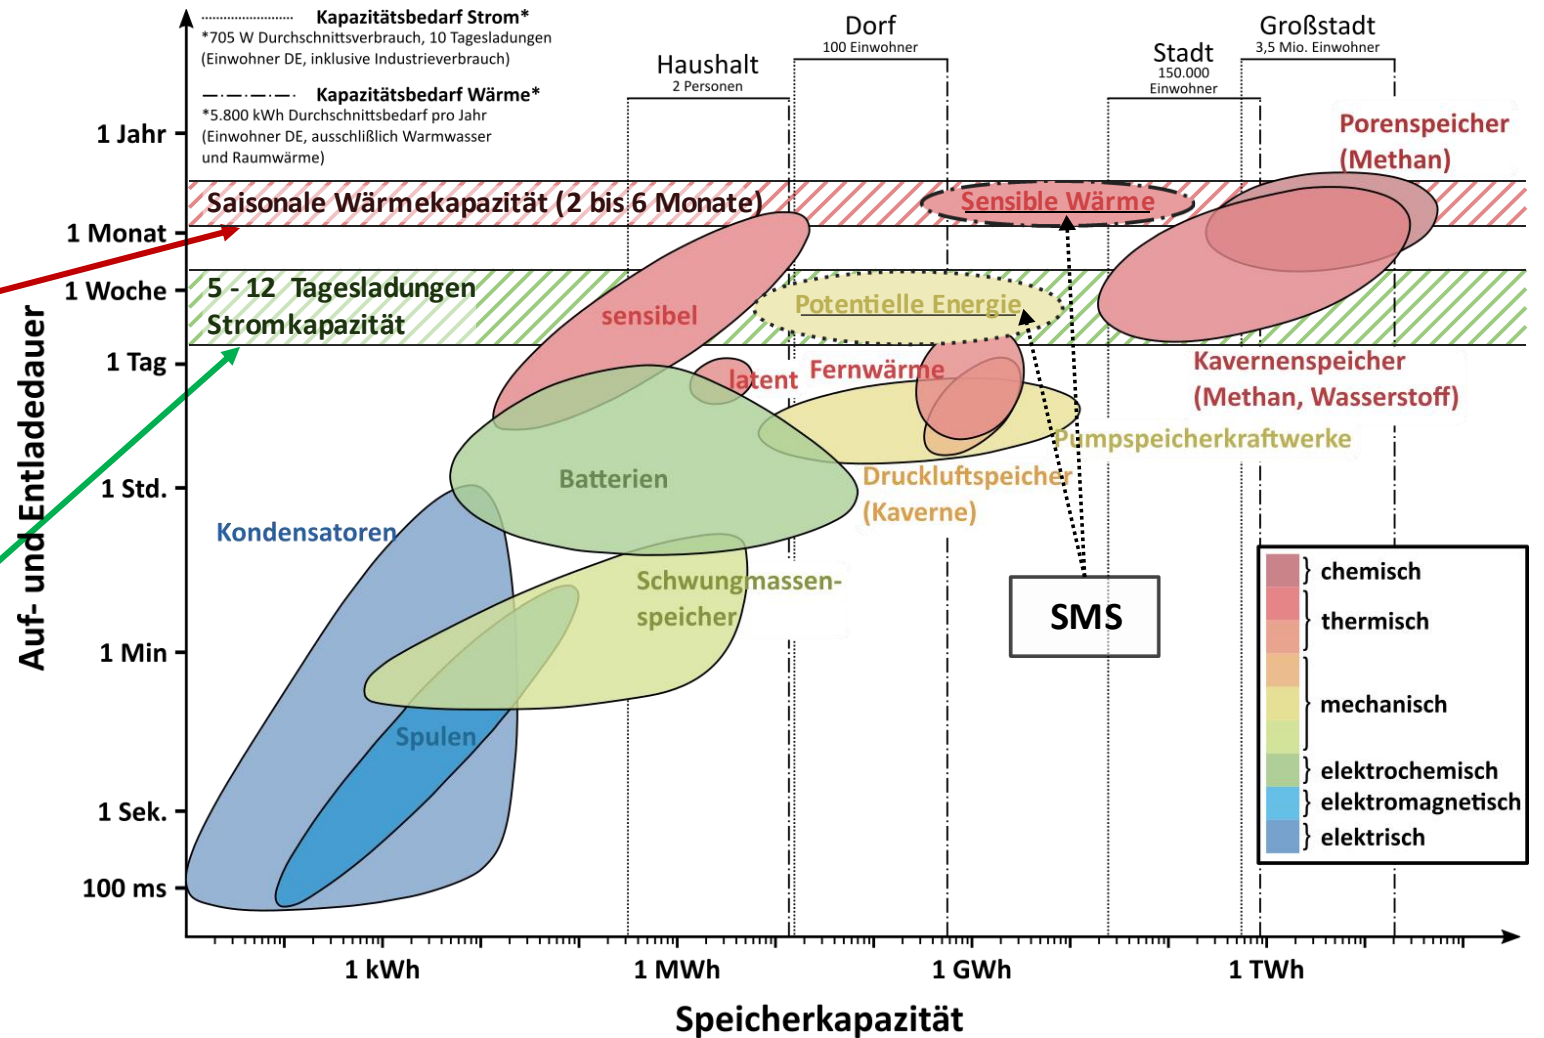 Kapazitätsbedarf Strom*
*705 W Durchschnittsverbrauch, 10 Tagesladungen
(Einwohner DE, inklusive Industrieverbrauch)
Kapazitätsbedarf Wärme*
*5.800 kWh Durchschnittsbedarf pro Jahr
(Einwohner DE, ausschlißlich Warmwasser
und Raumwärme)
Haushalt
2 Personen
Dorf
100 Einwohner
Stadt
150.000
Einwohner
Großstadt
3,5 Mio. Einwohner
Auf- und Entladedauer
1 Jahr
1 Monat
1 Woche
1 Tag
1 Std.
1 Min
1 Sek.
100 ms
Saisonale Wärmekapazität (2 bis 6 Monate)
5 - 12 Tagesladungen
Stromkapazität
Porenspeicher
(Methan)
Sensible Wärme
Potentielle Energie
sensibel
latent
Fernwärme
Kavernenspeicher
(Methan, Wasserstoff)
Pumpspeicherkraftwerke
Druckluftspeicher
(Kaverne)
Batterien
Kondensatoren
Schwungmassen-
speicher
Spulen
SMS
chemisch
thermisch
mechanisch
elektrochemisch
elektromagnetisch
elektrisch
1 kWh
1 MWh
1 GWh
1 TWh
Speicherkapazität